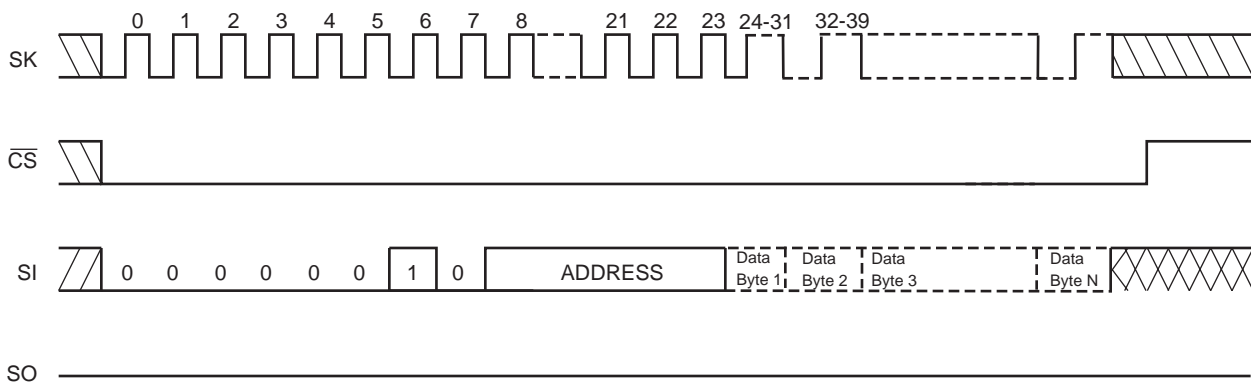 0 1 2 3 4 5 6 7 8 21 22 23 24-31 32-39
SK
CS
SI 0 0 0 0 0 0 1 0 ADDRESS Data Byte 1 Data Byte 2 Data Byte 3 Data Byte N
SO